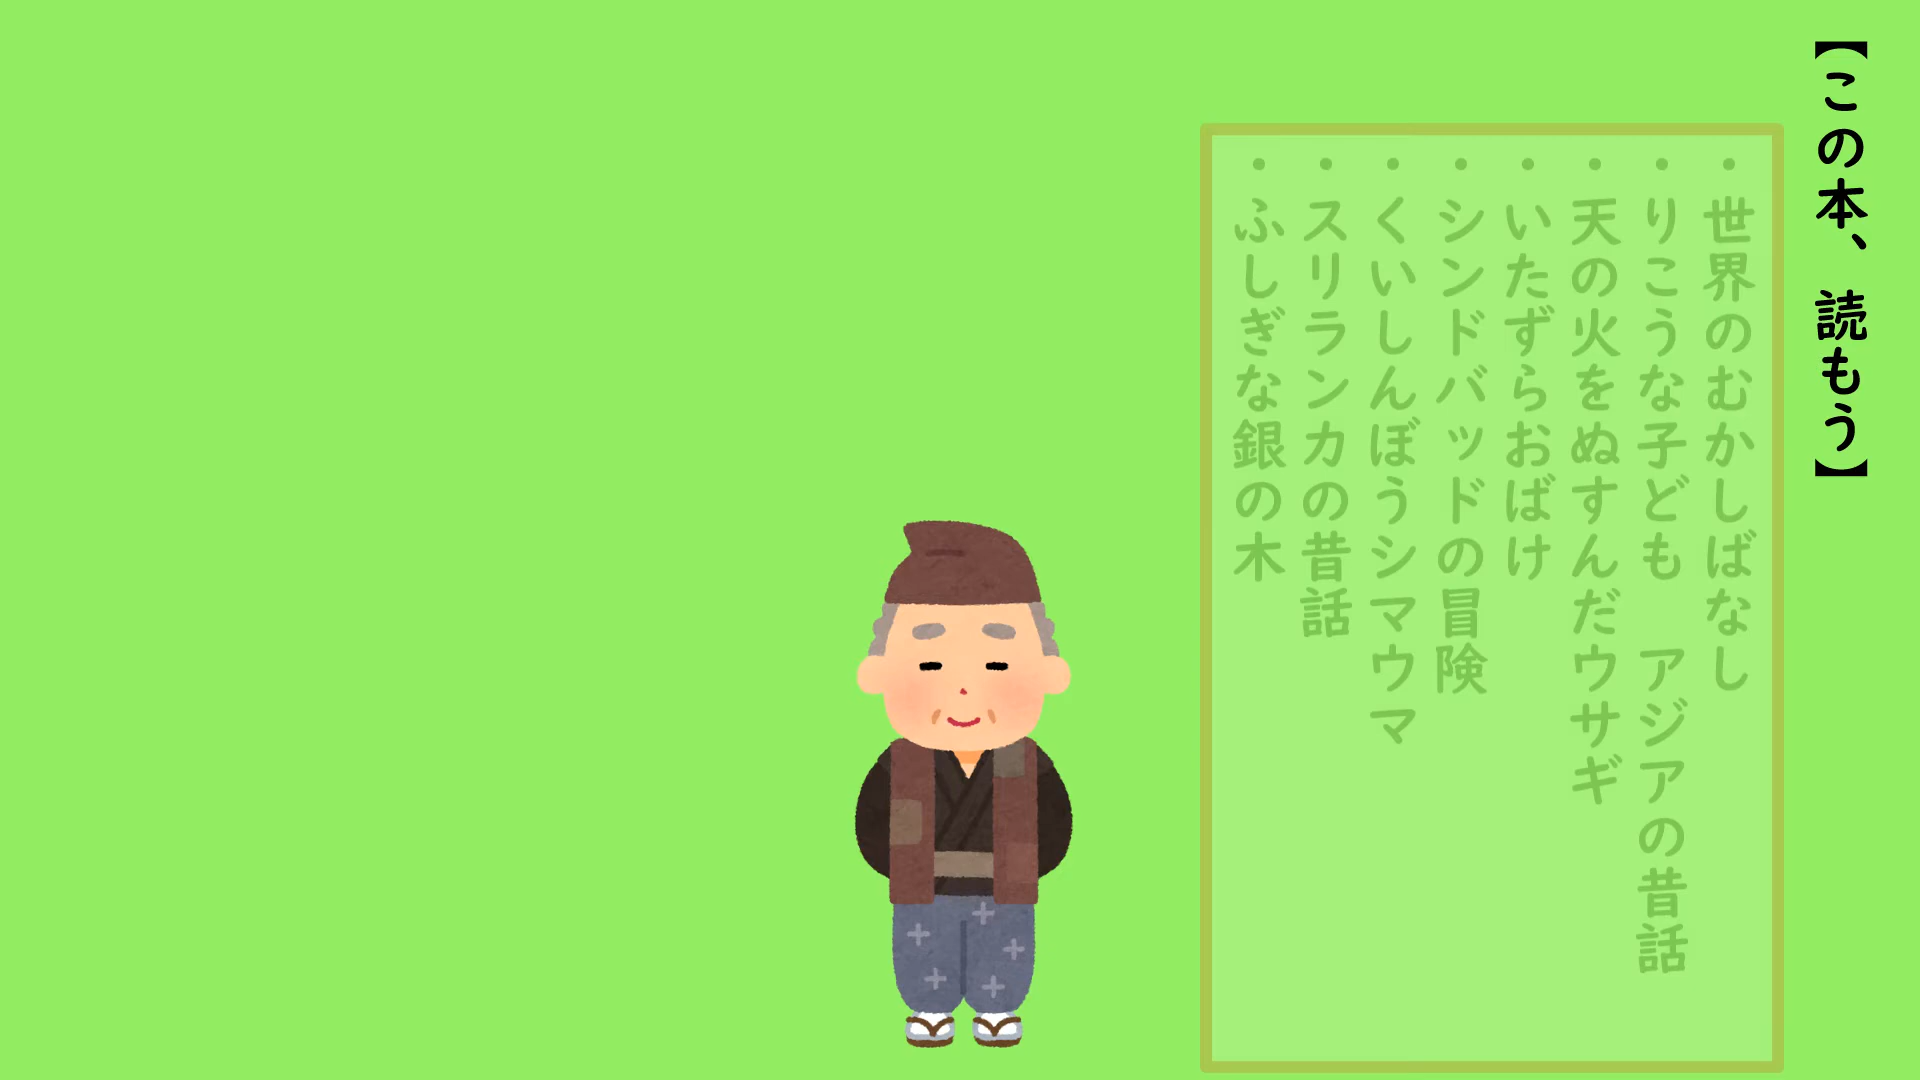 【この本、読もう】
・世界のむかしばなし
・りこうな子ども　アジアの昔話
・天の火をぬすんだウサギ
・いたずらおばけ
・シンドバッドの冒険
・くいしんぼうシマウマ
・スリランカの昔話
・ふしぎな銀の木